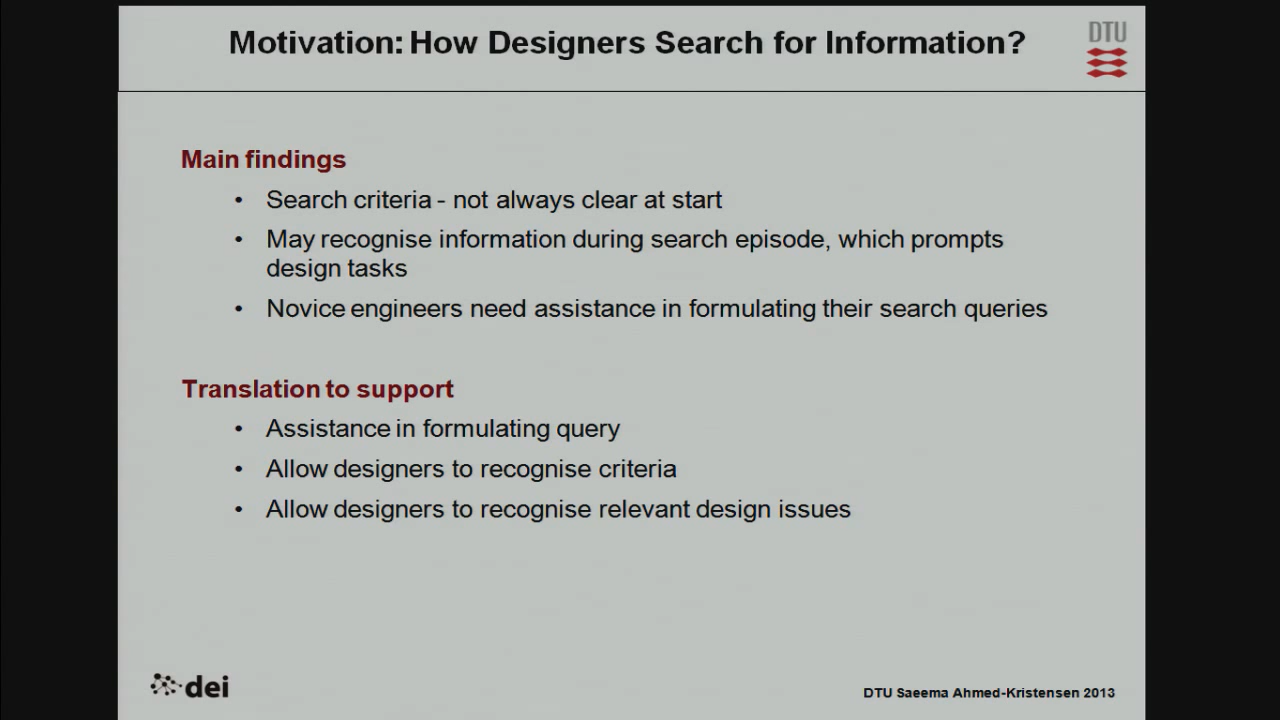 Motivation: How Designers Search for Information?
DTU
Main findings
• Search criteria - not always clear at start
• May recognise information during search episode, which prompts
design tasks
• Novice engineers need assistance in formulating their search queries
Translation to support
• Assistance in formulating query
• Allow designers to recognise criteria
• Allow designers to recognise relevant design issues
dei
DTU Saeema Ahmed-Kristensen 2013